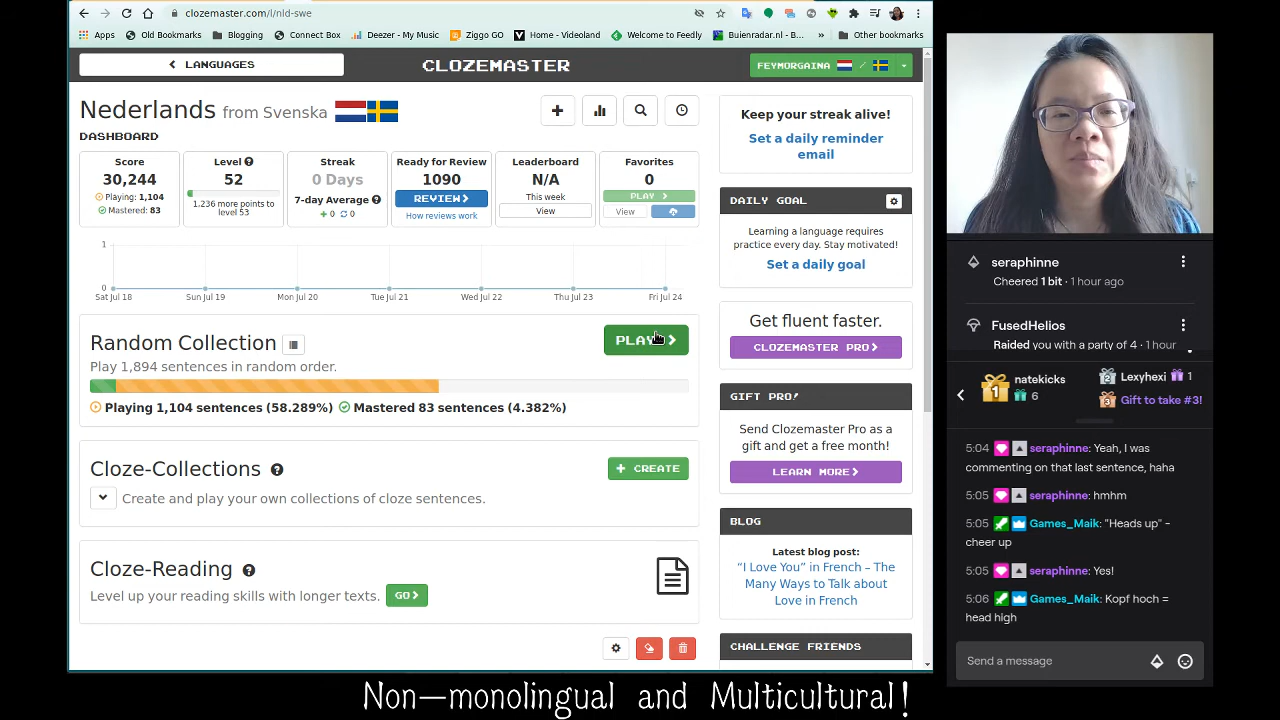 clozemaster.com/l/nld-swe
Apps Old Bookmarks Blogging Connect Box Deezer - My Music Ziggo GO Home - Videoland Welcome to Feedly Buienradar.nl - B... » Other bookmarks
LANGUAGES
CLOZEMASTER
FEYMORGAINA /
Nederlands from Svenska
DASHBOARD
Score
30,244
Playing: 1,104
Mastered: 83
Level
52
1,236 more points to
level 53
Streak
0 Days
7-day Average
0 0
Ready for Review
1090
REVIEW
How reviews work
Leaderboard
N/A
This week
View
Favorites
0
PLAY
View
1
0
Sat Jul 18 Sun Jul 19 Mon Jul 20 Tue Jul 21 Wed Jul 22 Thu Jul 23 Fri Jul 24
Random Collection
PLAY
Play 1,894 sentences in random order.
Playing 1,104 sentences (58.289%) Mastered 83 sentences (4.382%)
Cloze-Collections
+ CREATE
Create and play your own collections of cloze sentences.
Cloze-Reading
Level up your reading skills with longer texts. GO
Keep your streak alive!
Set a daily reminder
email
DAILY GOAL
Learning a language requires
practice every day. Stay motivated!
Set a daily goal
Get fluent faster.
CLOZEMASTER PRO
GIFT PRO!
Send Clozemaster Pro as a
gift and get a free month!
LEARN MORE
BLOG
Latest blog post:
“I Love You” in French – The
Many Ways to Talk about
Love in French
CHALLENGE FRIENDS
seraphinne
Cheered 1 bit · 1 hour ago
FusedHelios
Raided you with a party of 4 · 1 hour
1 natekicks
6
2 Lexyhexi 1
3 Gift to take #3!
5:04 seraphinne: Yeah, I was
commenting on that last sentence, haha
5:05 seraphinne: hmhm
5:05 Games_Maik: "Heads up" -
cheer up
5:05 seraphinne: Yes!
5:06 Games_Maik: Kopf hoch =
head high
Send a message
Non-monolingual and Multicultural!